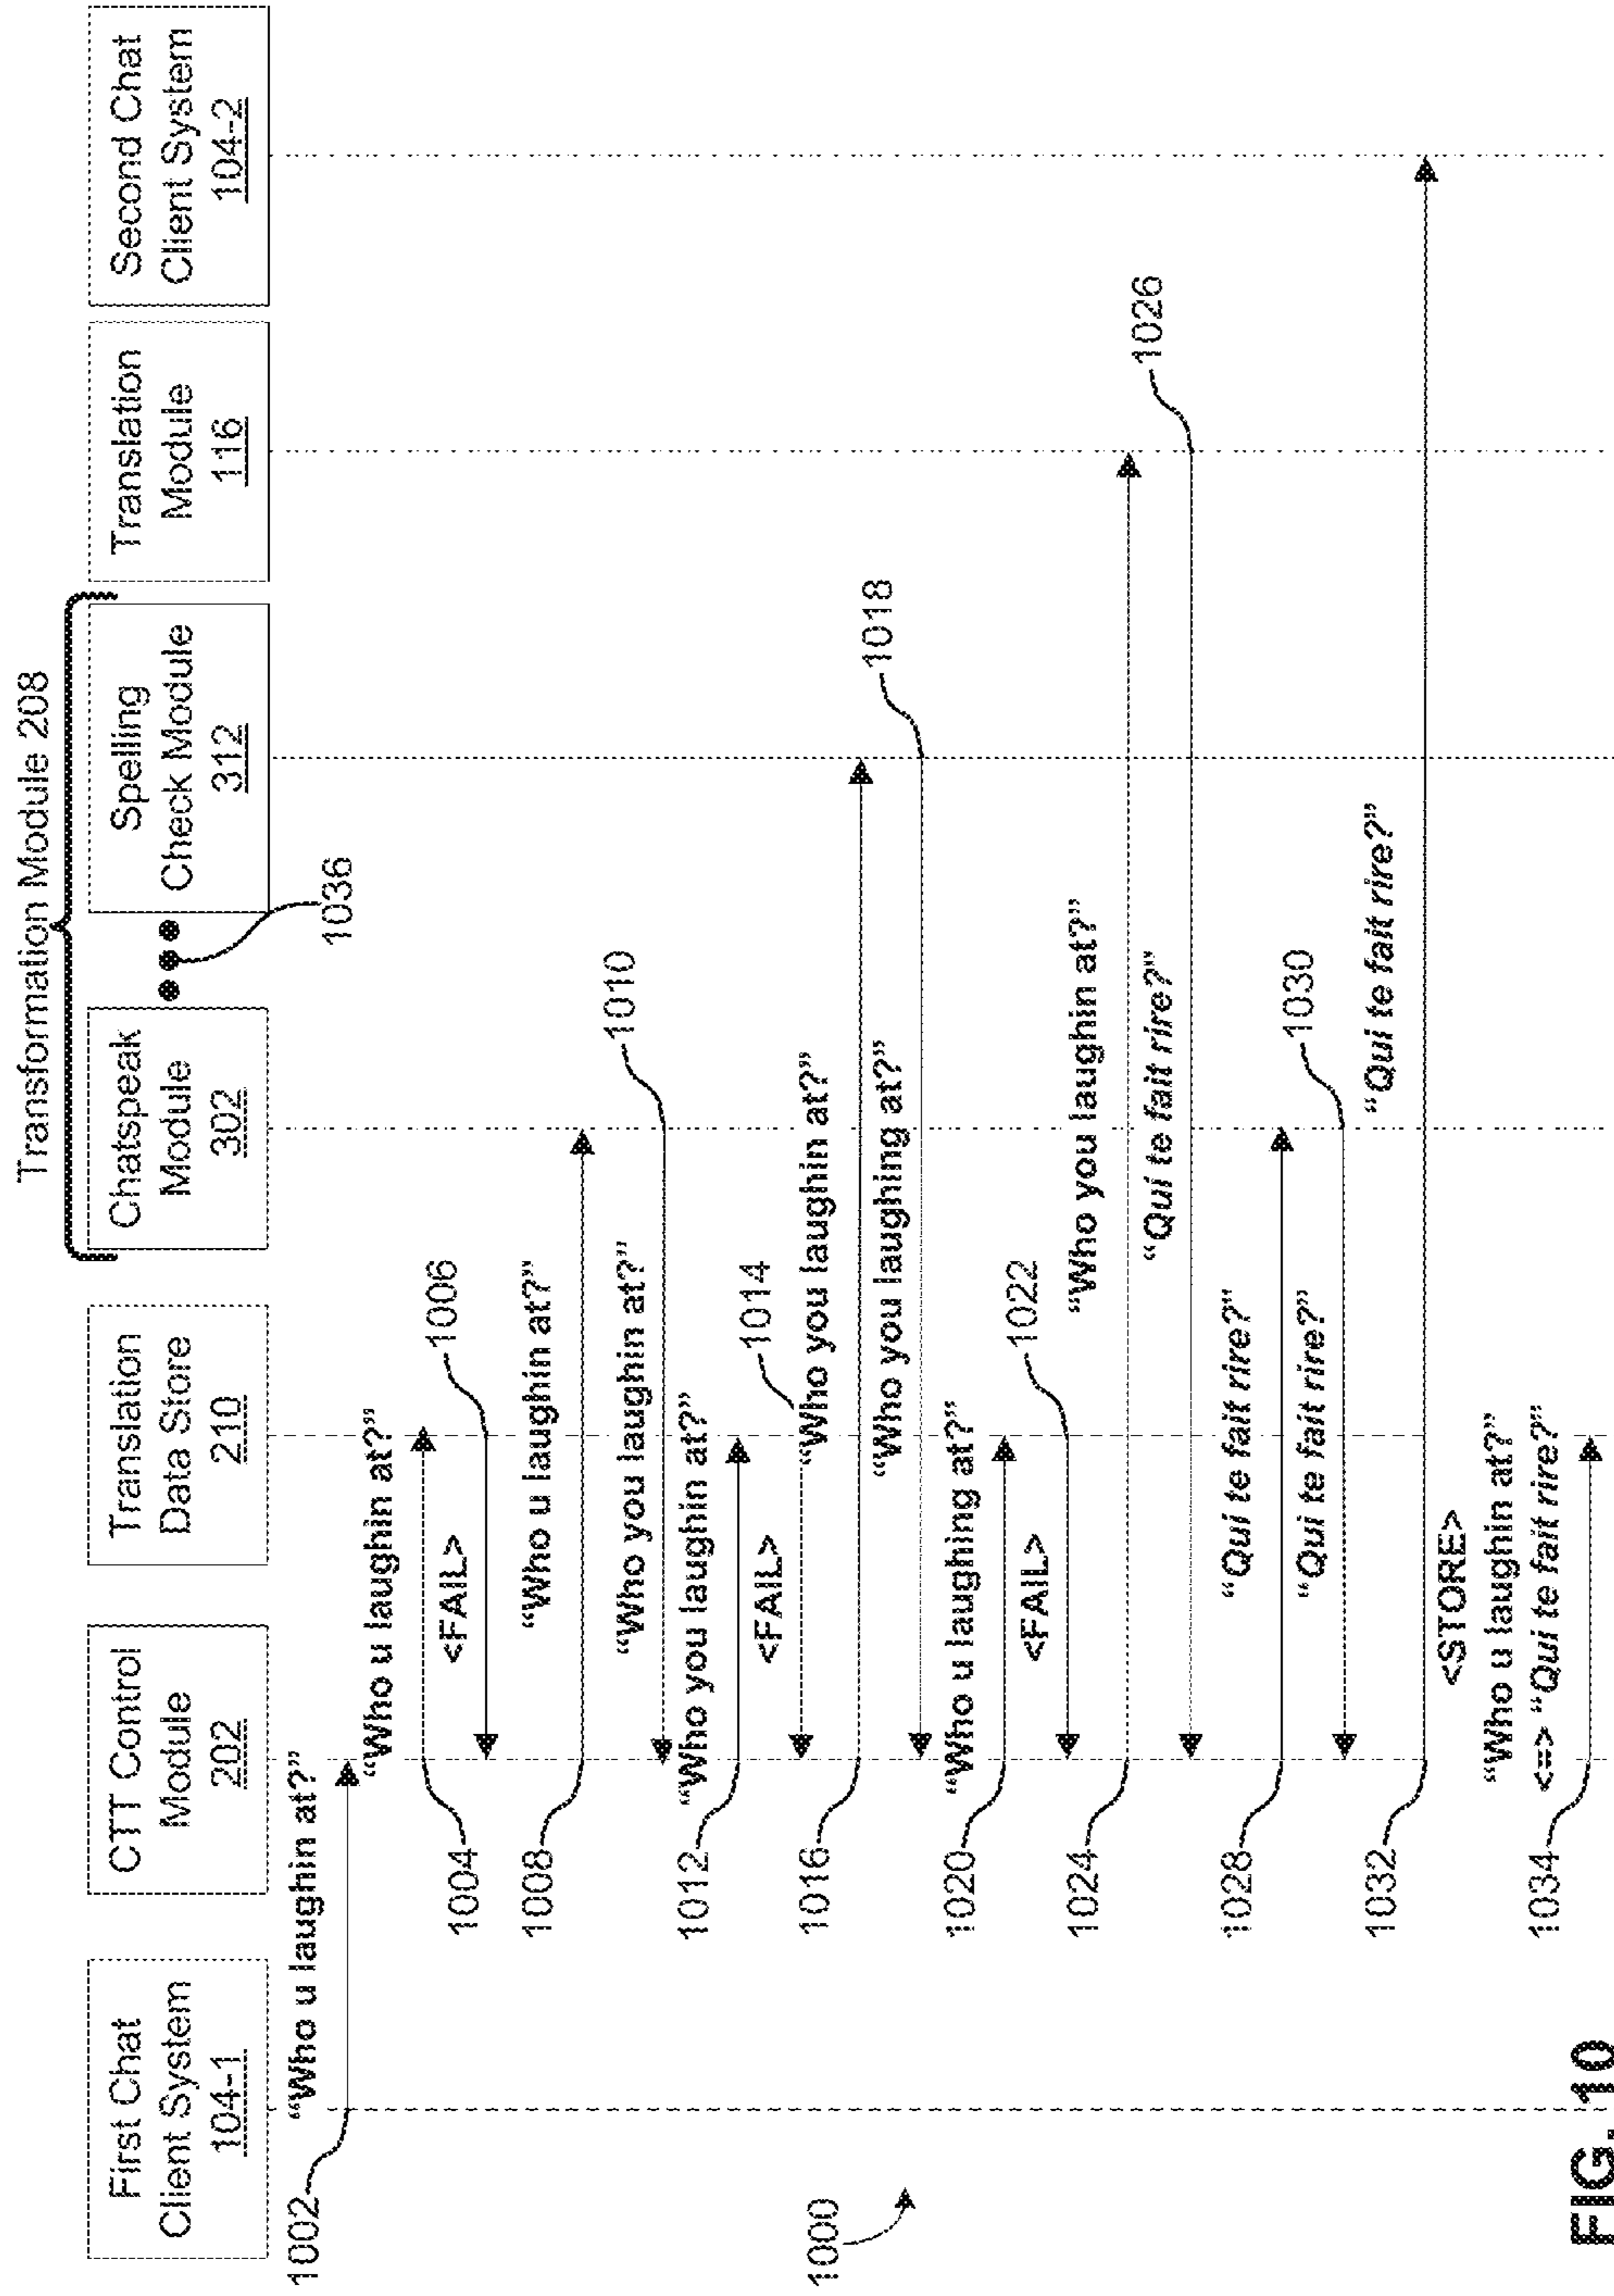 Transformation Module 208
First Chat
Client System
104-1
CTT Control
Module
202
Translation
Data Store
210
Chatspeak
Module
302
1036
Spelling
Check Module
312
Translation
Module
116
Second Chat
Client System
104-2
1002
“Who u laughin at?”
1004
“Who u laughin at?”
1006
<FAIL>
1008
“Who u laughin at?”
1010
“Who you laughin at?”
1012
“Who you laughin at?”
1014
<FAIL>
1016
“Who you laughin at?”
1018
“Who you laughing at?”
1020
“Who u laughing at?”
1022
<FAIL>
1024
“Who you laughin at?”
1026
“Qui te fait rire?”
1028
“Qui te fait rire?”
1030
“Qui te fait rire?”
1032
“Qui te fait rire?”
1034
<STORE>
“Who u laughin at?”
<=> “Qui te fait rire?”
1000
FIG. 10